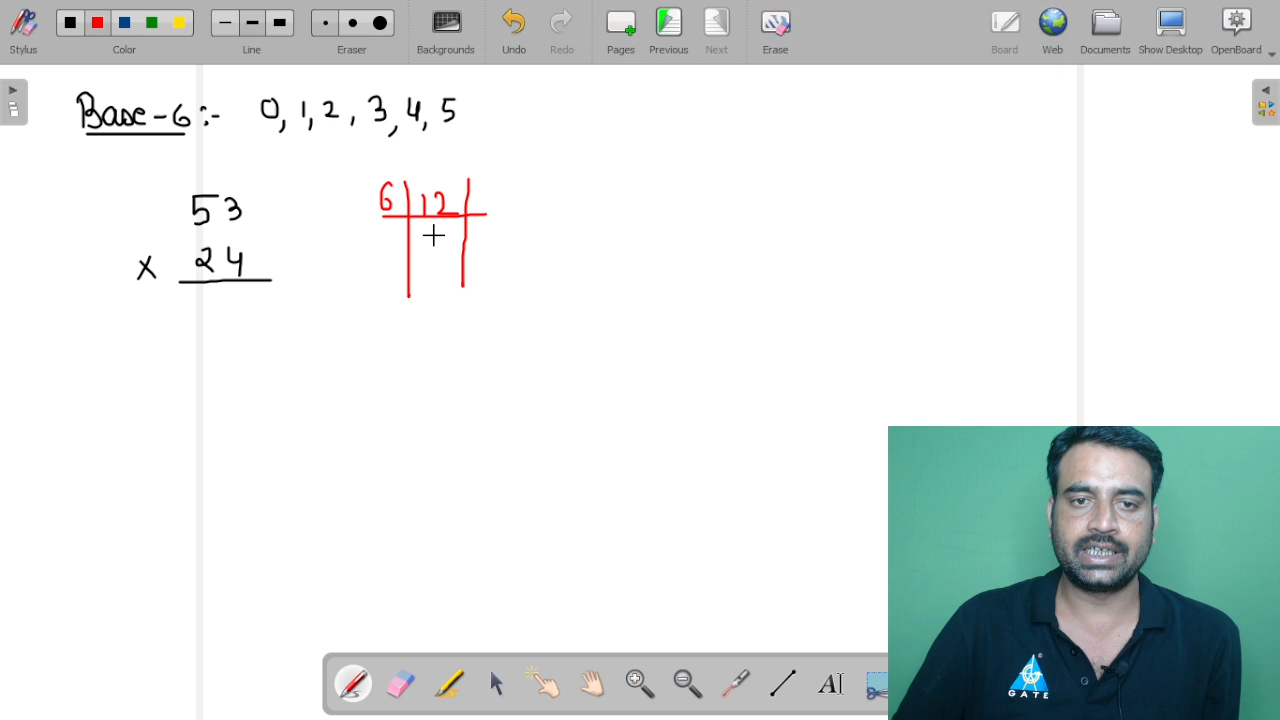 Stylus Color Line Eraser Backgrounds Undo Redo Pages Previous Next Erase Board Web Documents Show Desktop OpenBoard
Base-6 :- 0, 1, 2, 3, 4, 5
53
x 24
6 12
GATE